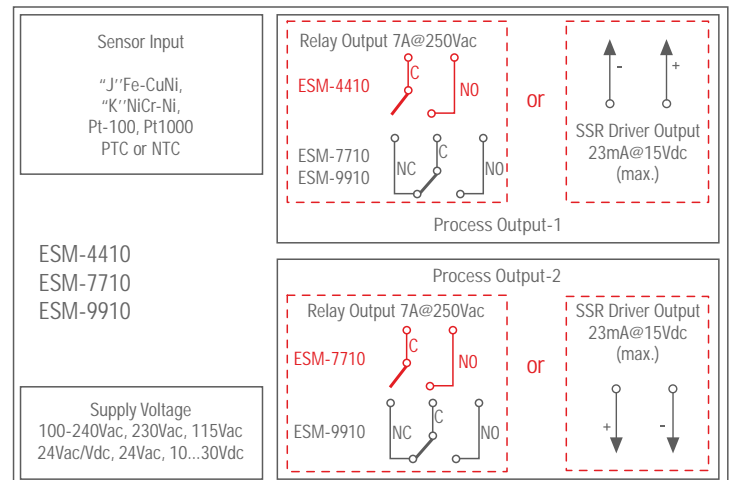 Sensor Input
“J’’Fe-CuNi,
“K’’NiCr-Ni,
Pt-100, Pt1000
PTC or NTC
ESM-4410
ESM-7710
ESM-9910
Supply Voltage
100-240Vac, 230Vac, 115Vac
24Vac/Vdc, 24Vac, 10...30Vdc
Relay Output 7A@250Vac
ESM-4410
C
NO
ESM-7710
ESM-9910
NC
C
NO
or
- +
SSR Driver Output
23mA@15Vdc
(max.)
Process Output-1
Process Output-2
Relay Output 7A@250Vac
ESM-7710
C
NO
ESM-9910
NC
C
NO
or
SSR Driver Output
23mA@15Vdc
(max.)
+ -